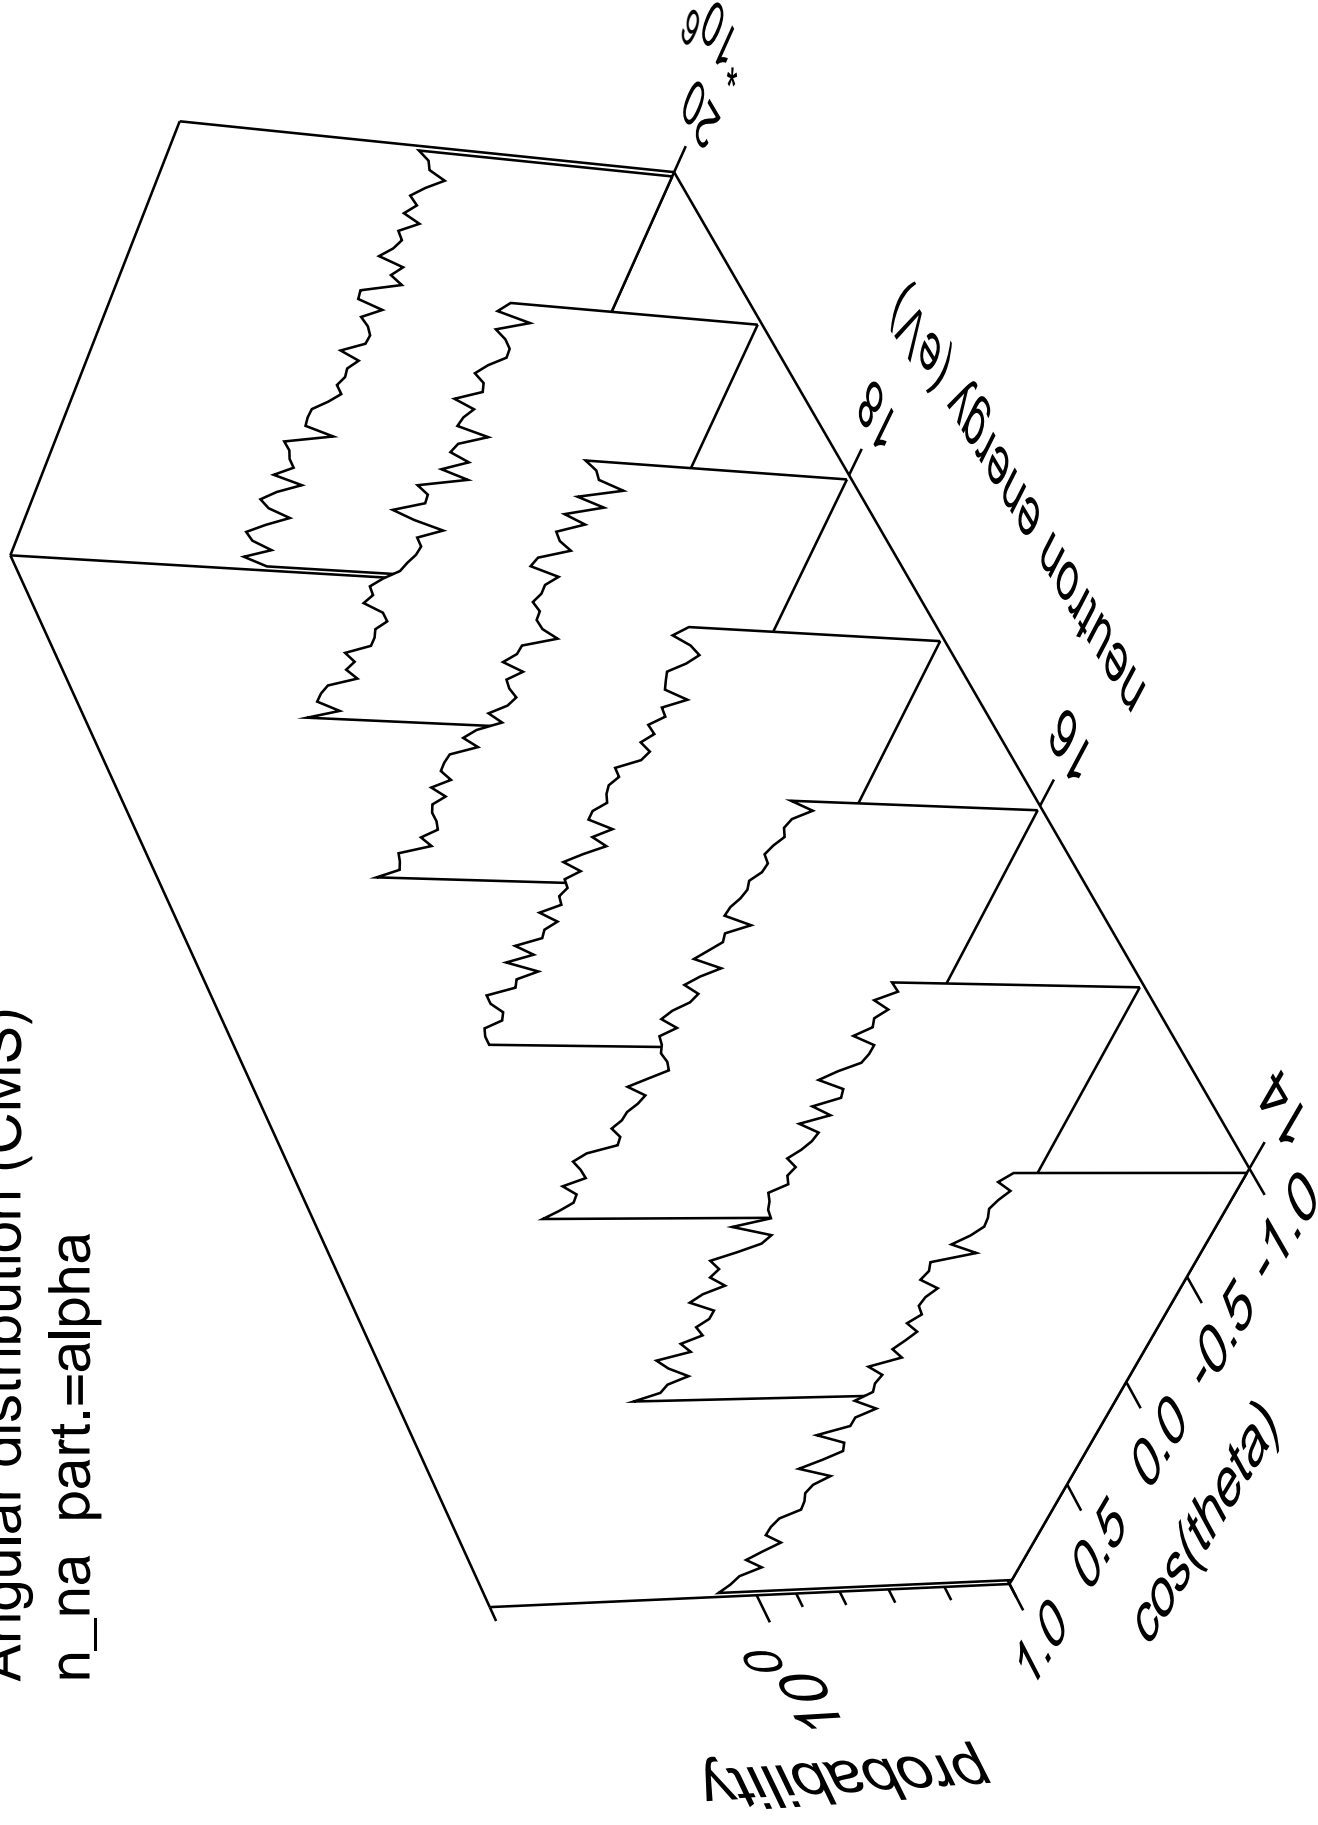 Angular distribution (CMS)
n_na part.=alpha
probability
10^0
1.0
0.5
0.0
-0.5
-1.0
cos(theta)
14
16
18
20
*10^6
neutron energy (eV)